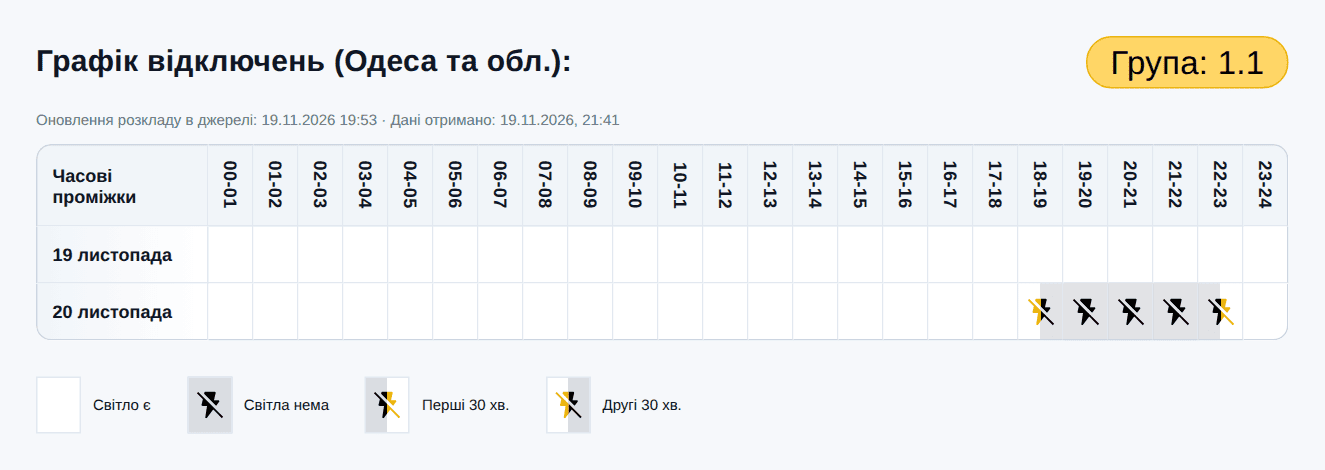 Графік відключень (Одеса та обл.):
Група: 1.1
Оновлення розкладу в джерелі: 19.11.2026 19:53 · Дані отримано: 19.11.2026, 21:41
Часові
проміжки
00-01
01-02
02-03
03-04
04-05
05-06
06-07
07-08
08-09
09-10
10-11
11-12
12-13
13-14
14-15
15-16
16-17
17-18
18-19
19-20
20-21
21-22
22-23
23-24
19 листопада
20 листопада
Світло є
Світла нема
Перші 30 хв.
Другі 30 хв.